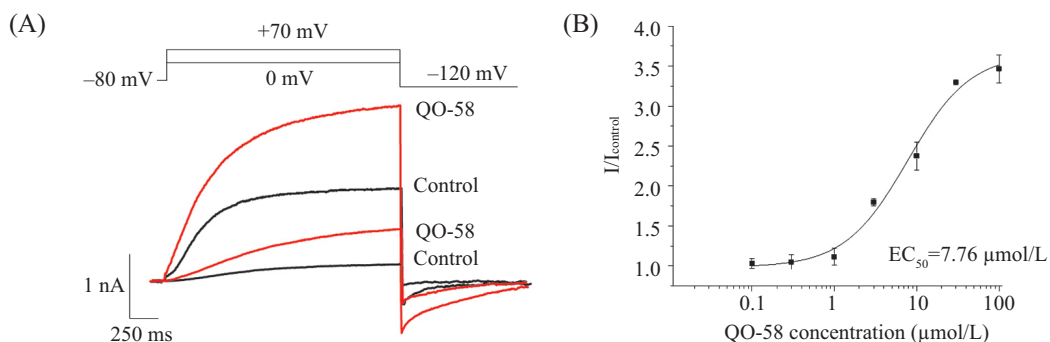 (A)
+70 mV
−80 mV
0 mV
−120 mV
QO-58
Control
QO-58
Control
1 nA
250 ms
(B)
I/Icontrol
4.0
3.5
3.0
2.5
2.0
1.5
1.0
EC50=7.76 µmol/L
0.1 1 10 100
QO-58 concentration (µmol/L)